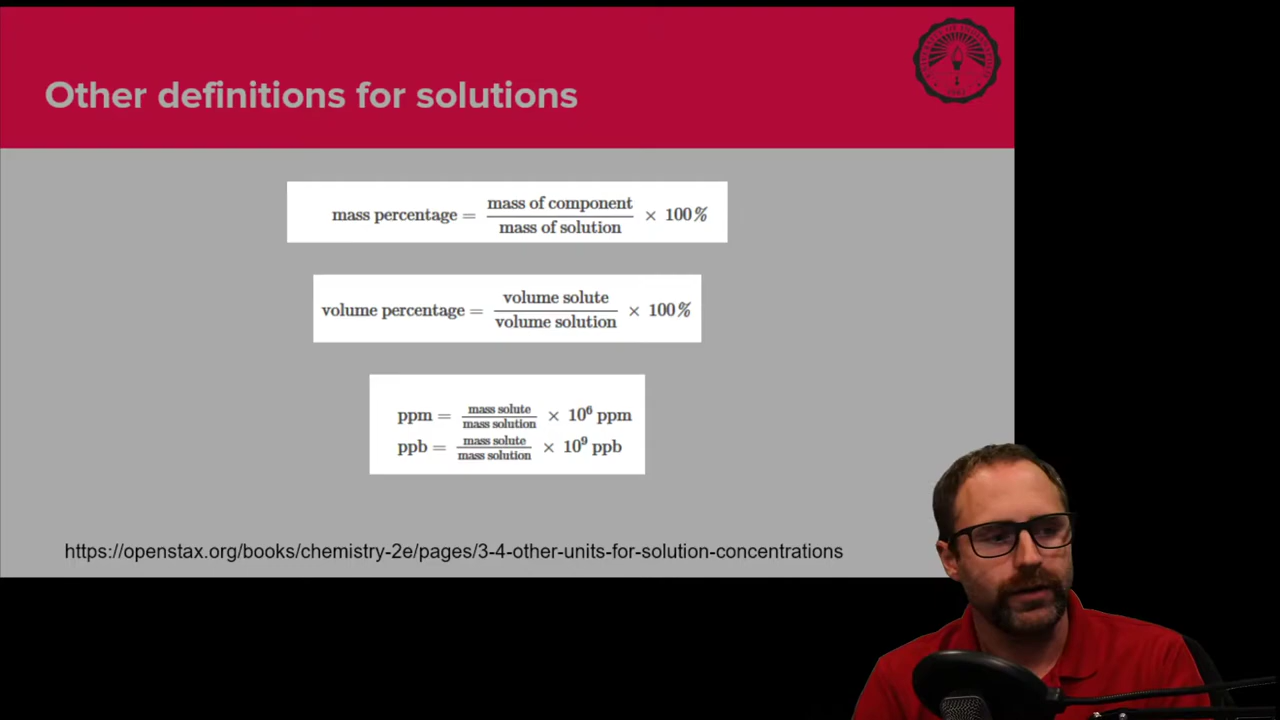 Other definitions for solutions
mass percentage = mass of component / mass of solution × 100%
volume percentage = volume solute / volume solution × 100%
ppm = mass solute / mass solution × 10⁶ ppm
ppb = mass solute / mass solution × 10⁹ ppb
https://openstax.org/books/chemistry-2e/pages/3-4-other-units-for-solution-concentrations